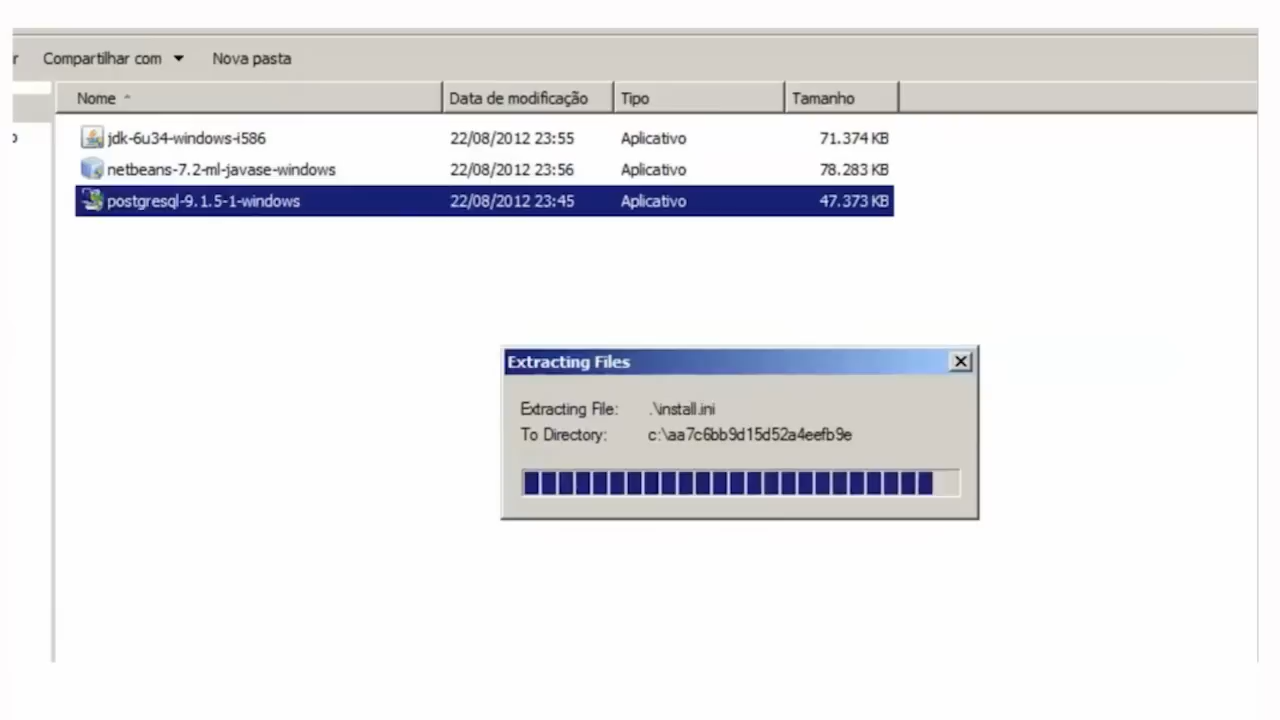 r Compartilhar com Nova pasta
Nome Data de modificação Tipo Tamanho
jdk-6u34-windows-i586 22/08/2012 23:55 Aplicativo 71.374 KB
netbeans-7.2-ml-javase-windows 22/08/2012 23:56 Aplicativo 78.283 KB
postgresql-9.1.5-1-windows 22/08/2012 23:45 Aplicativo 47.373 KB
Extracting Files
Extracting File: .\install.ini
To Directory: c:\aa7c6bb9d15d52a4eefb9e